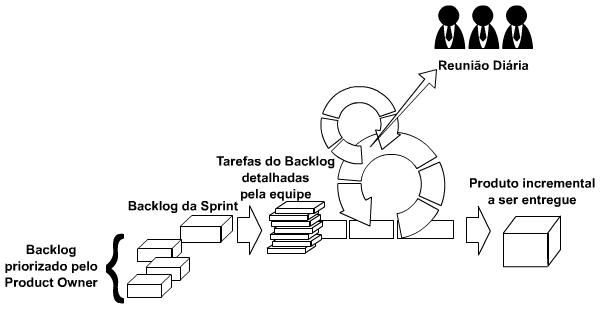 Reunião Diária
Tarefas do Backlog
detalhadas
pela equipe
Produto incremental
a ser entregue
Backlog da Sprint
Backlog
priorizado pelo
Product Owner